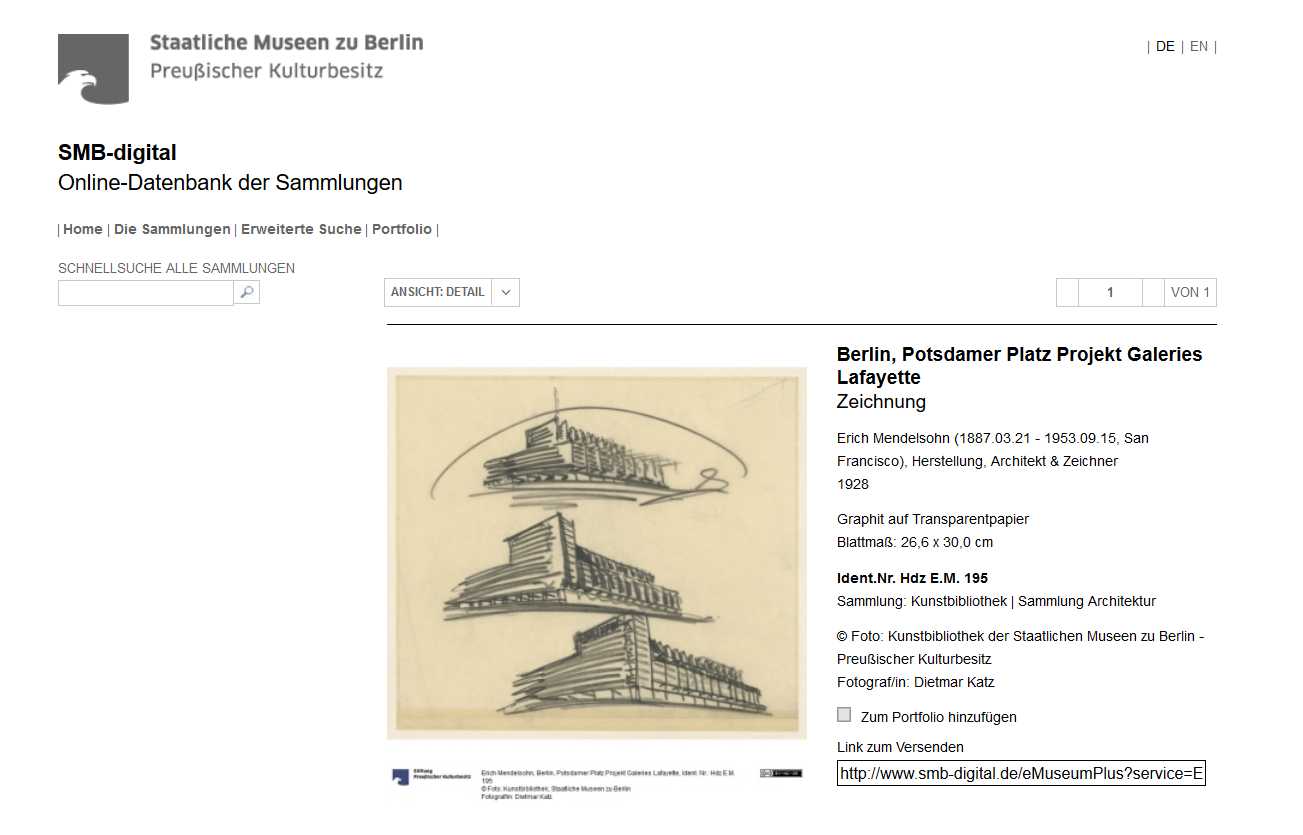 Staatliche Museen zu Berlin
Preußischer Kulturbesitz
| DE | EN |
SMB-digital
Online-Datenbank der Sammlungen
| Home | Die Sammlungen | Erweiterte Suche | Portfolio |
SCHNELLSUCHE ALLE SAMMLUNGEN
ANSICHT: DETAIL
1
VON 1
Berlin, Potsdamer Platz Projekt Galeries
Lafayette
Zeichnung
Erich Mendelsohn (1887.03.21 - 1953.09.15, San
Francisco), Herstellung, Architekt & Zeichner
1928
Graphit auf Transparentpapier
Blattmaß: 26,6 x 30,0 cm
Ident.Nr. Hdz E.M. 195
Sammlung: Kunstbibliothek | Sammlung Architektur
© Foto: Kunstbibliothek der Staatlichen Museen zu Berlin -
Preußischer Kulturbesitz
Fotograf/in: Dietmar Katz
Zum Portfolio hinzufügen
Link zum Versenden
http://www.smb-digital.de/eMuseumPlus?service=E
Stiftung
Preußischer Kulturbesitz
Erich Mendelsohn, Berlin, Potsdamer Platz Projekt Galeries Lafayette, Ident. Nr.: Hdz E.M.
195
© Foto: Kunstbibliothek, Staatliche Museen zu Berlin
Fotograf/in: Dietmar Katz